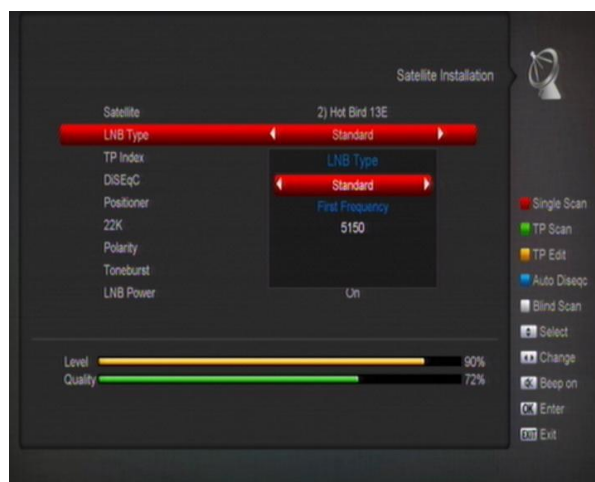 Satellite Installation
Satellite 2) Hot Bird 13E
LNB Type Standard
TP Index
DiSEqC
Positioner
22K
Polarity
Toneburst
LNB Power On
LNB Type
Standard
First Frequency
5150
Level 90%
Quality 72%
Single Scan
TP Scan
TP Edit
Auto Diseqc
Blind Scan
Select
Change
Beep on
OK Enter
EXIT Exit